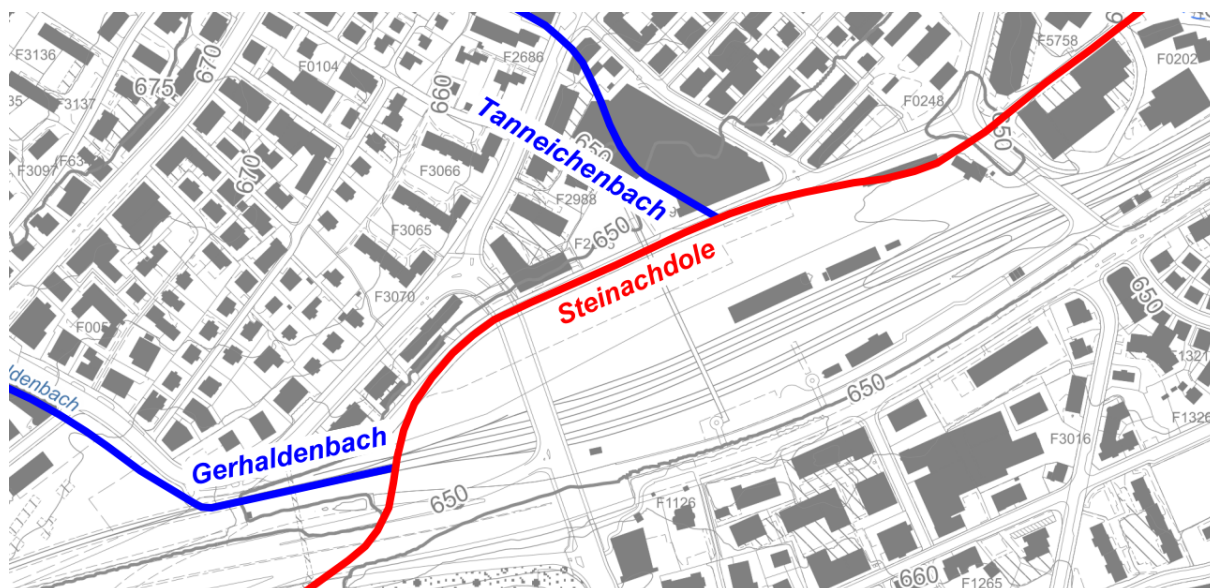 F3136
670
F2686
F5758
F0202
F0104
675
660
F3137
F0248
650
Tanneichenbach
650
F3097
670
F3066
F2988
F3065
650
Steinachdole
F3070
650
650
F1326
Gerhaldenbach
F3016
650
F1126
660
F1265